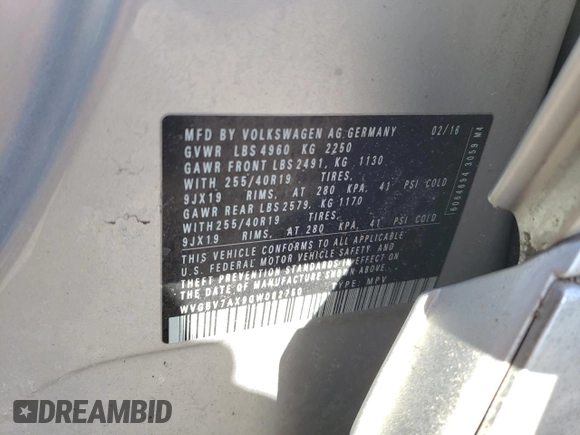 MFD BY VOLKSWAGEN AG GERMANY 02/16
GVWR LBS 4960 KG 2250
GAWR FRONT LBS 2491, KG 1130
WITH 255/40R19 TIRES.
9JX19 RIMS. AT 280 KPA, 41 PSI COLD
GAWR REAR LBS 2579, KG 1170
WITH 255/40R19 TIRES.
9JX19 RIMS. AT 280 KPA, 41 PSI COLD
THIS VEHICLE CONFORMS TO ALL APPLICABLE
U.S. FEDERAL MOTOR VEHICLE SAFETY AND
THEFT PREVENTION STANDARDS IN EFFECT ON
THE DATE OF MANUFACTURE SHOWN ABOVE.
TYPE: MPV
3059 M4
DREAMBID